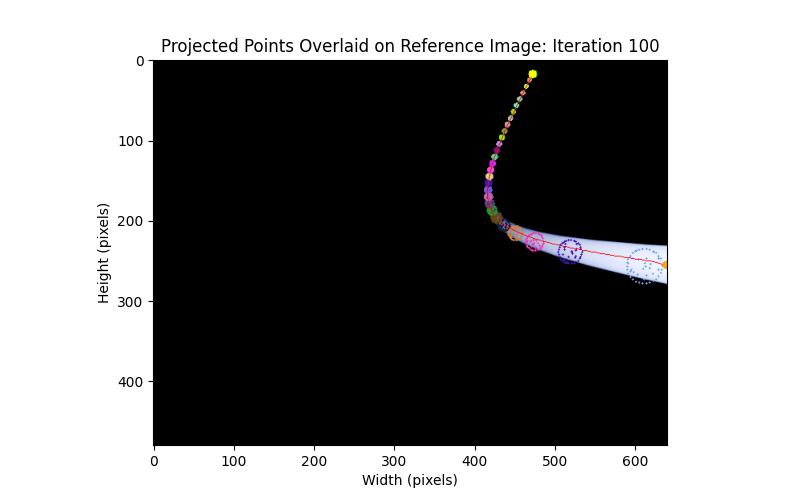 Projected Points Overlaid on Reference Image: Iteration 100
0
100
200
300
400
Height (pixels)
0 100 200 300 400 500 600
Width (pixels)